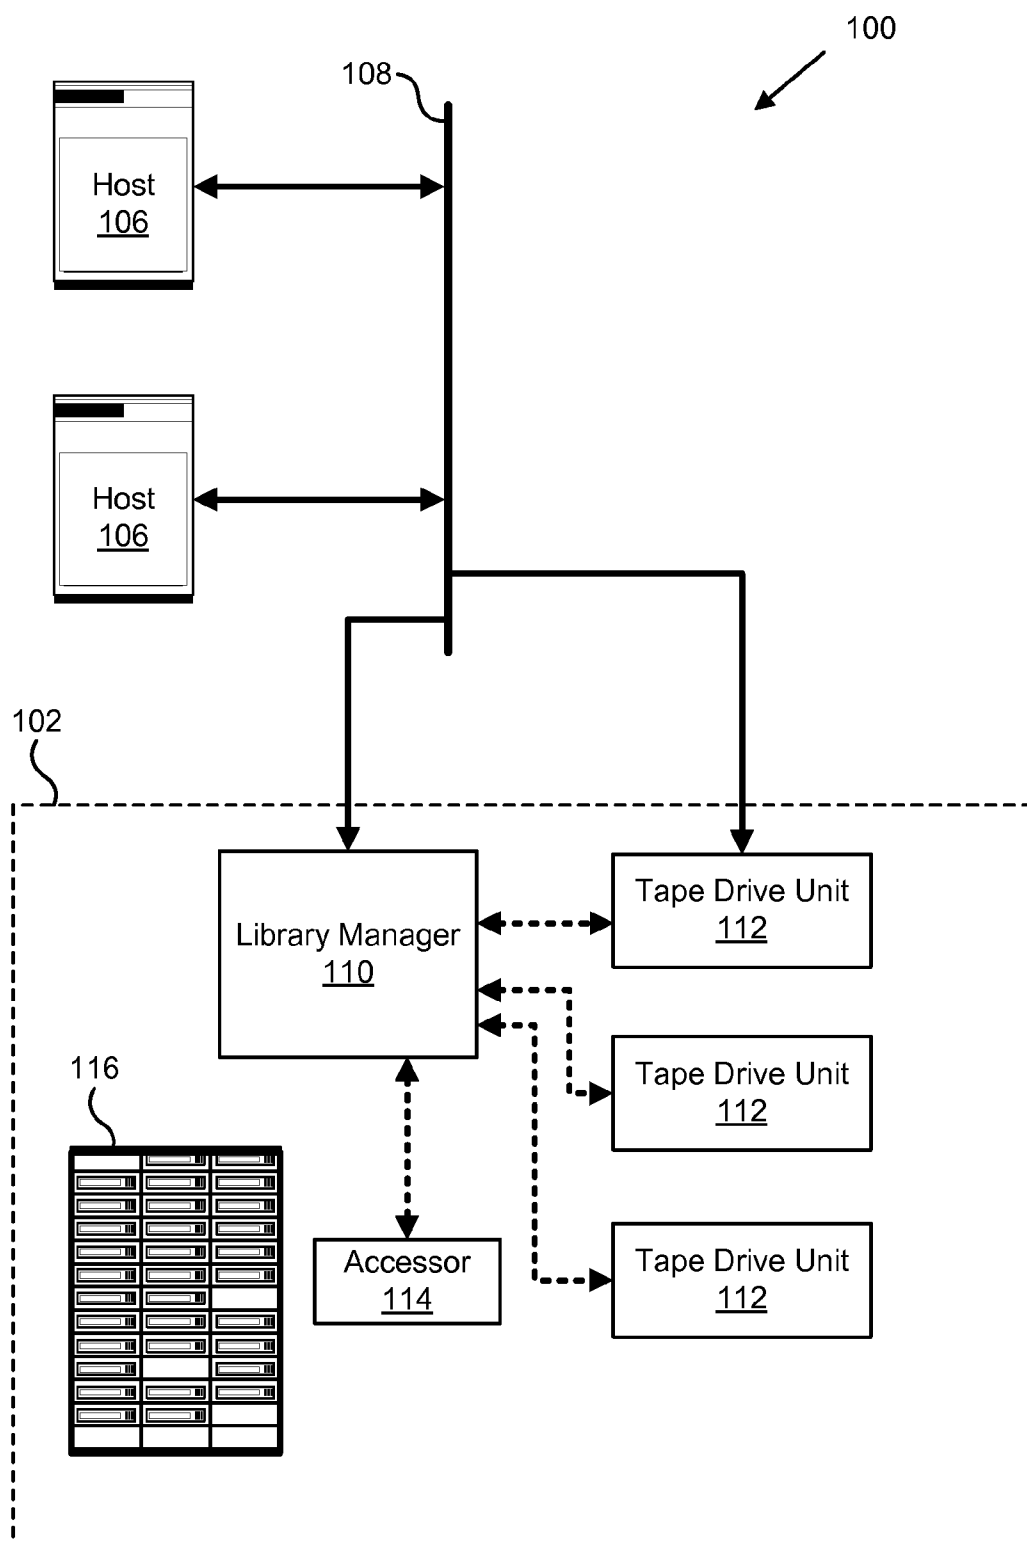 100
108
Host
106
Host
106
102
Library Manager
110
Tape Drive Unit
112
Tape Drive Unit
112
116
Accessor
114
Tape Drive Unit
112